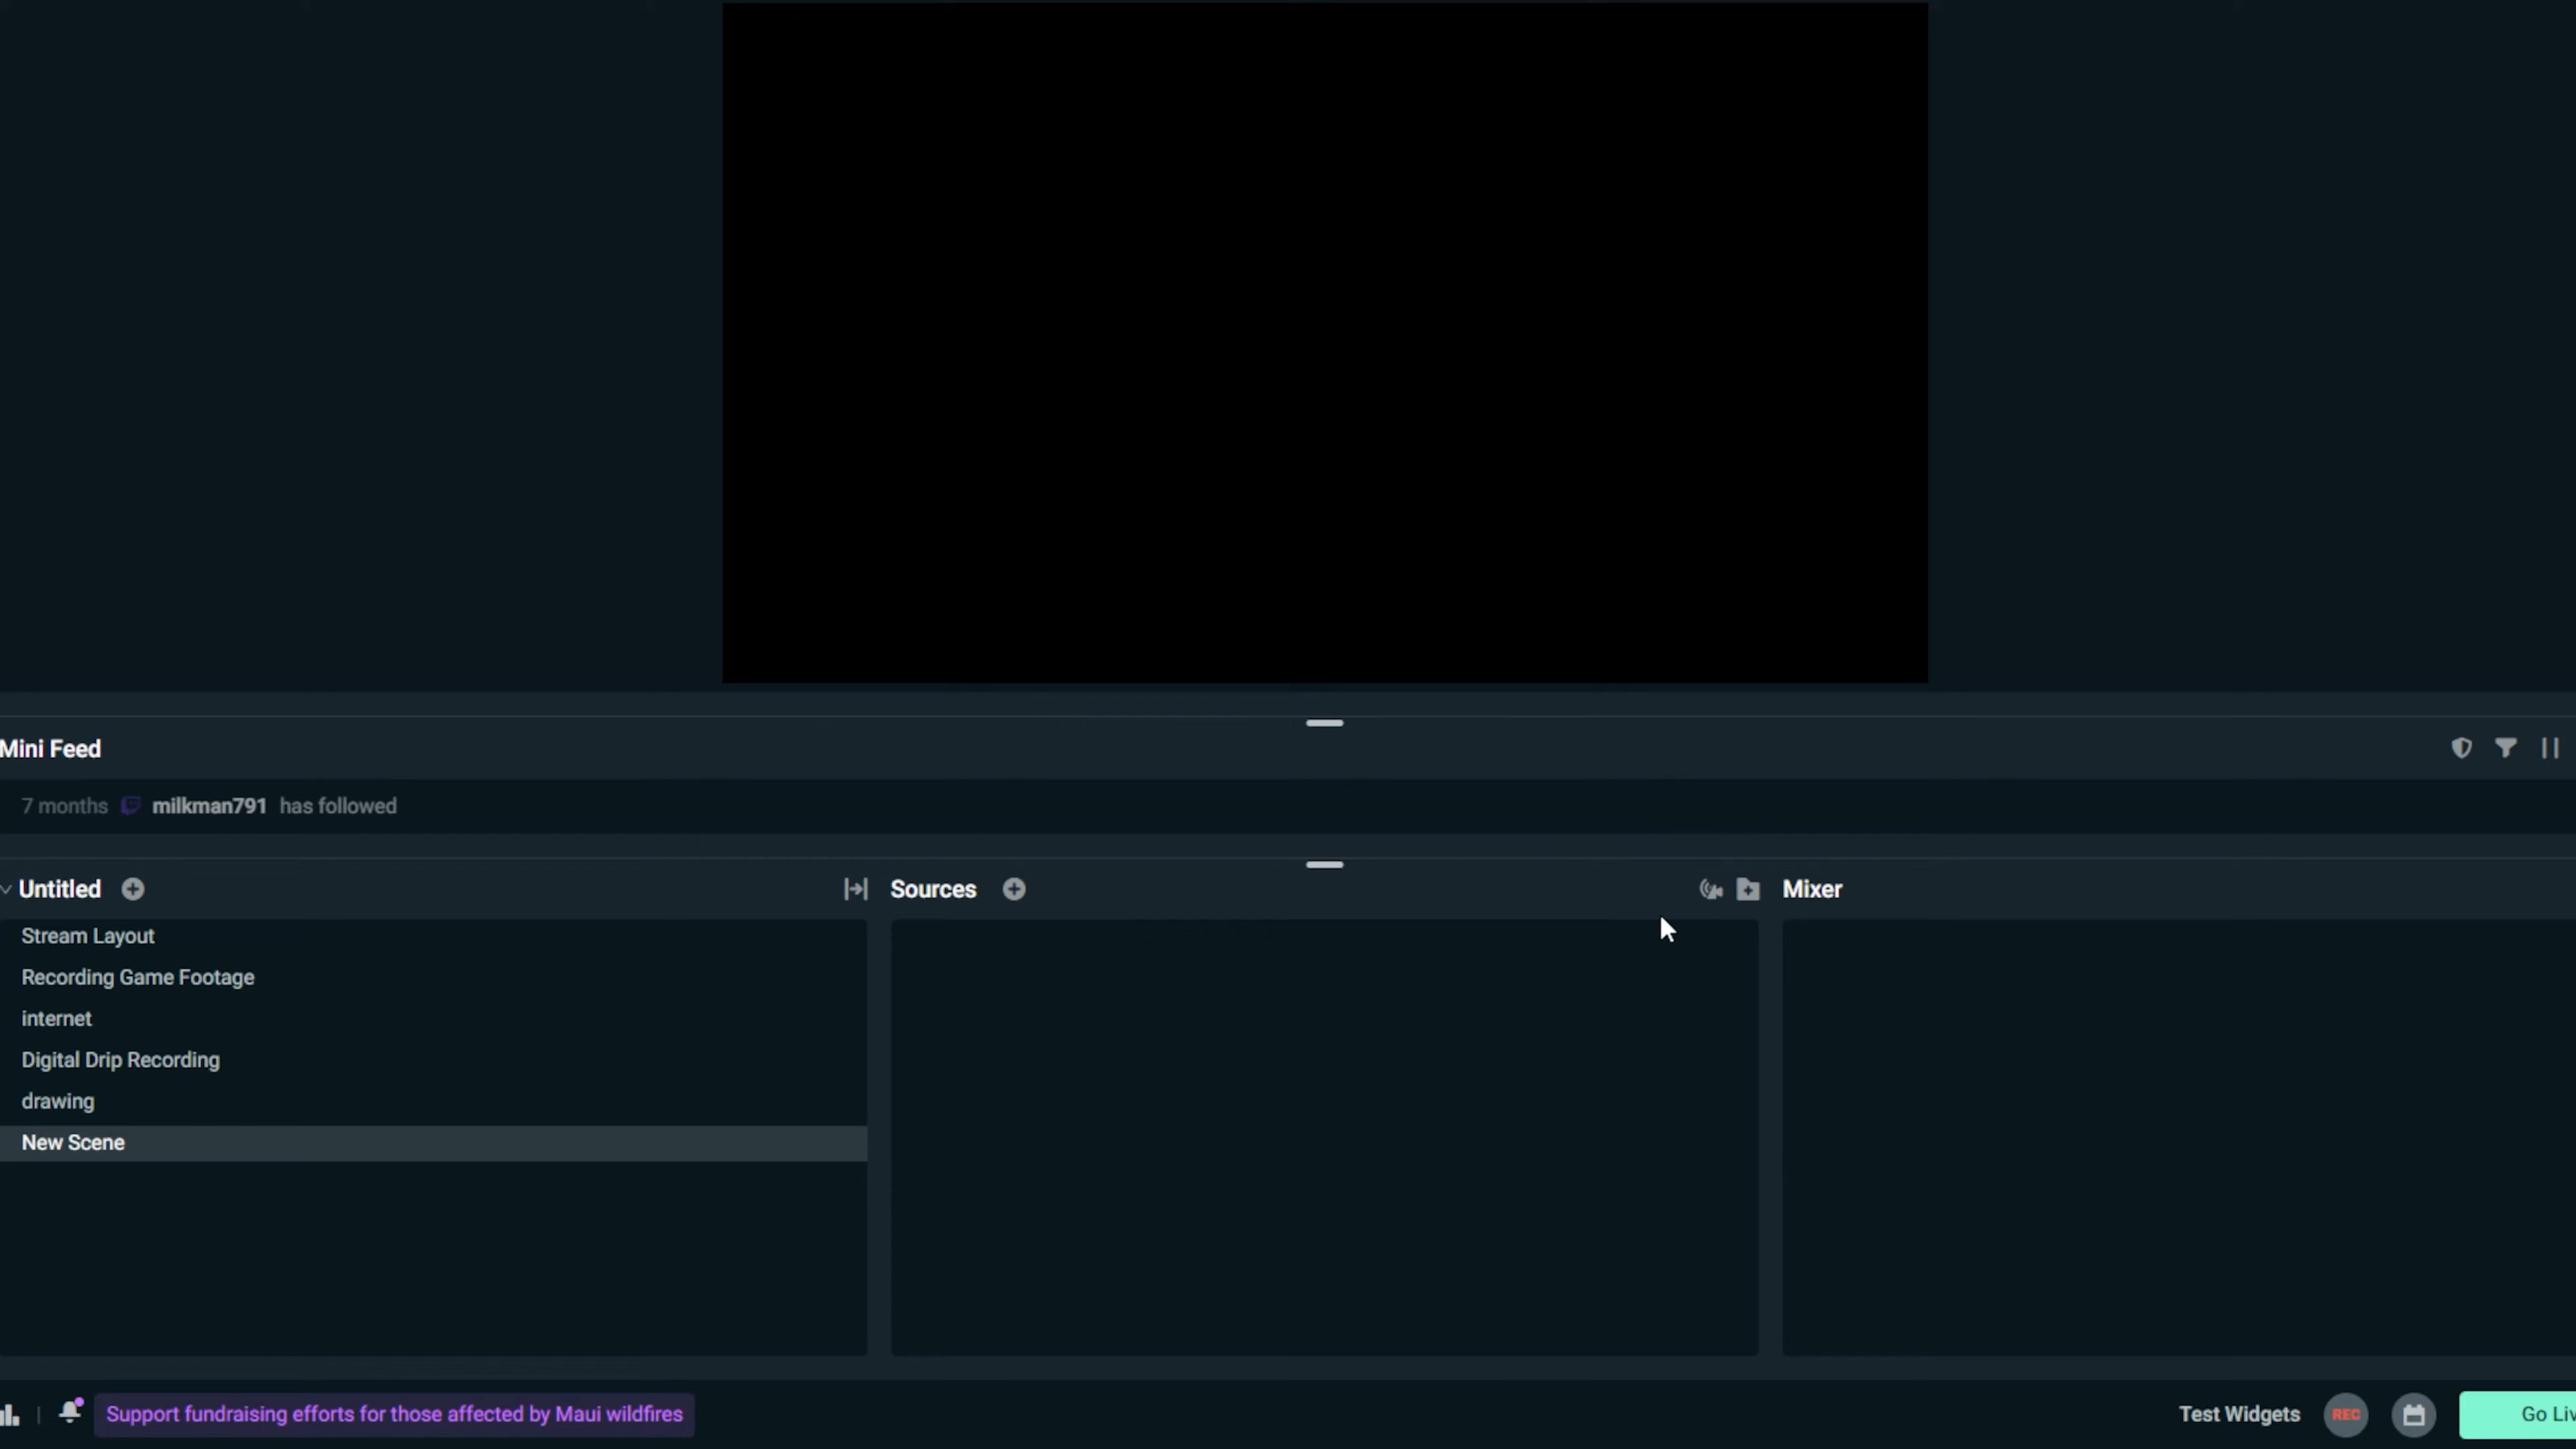 Mini Feed
7 months milkman791 has followed
Untitled
Sources
Mixer
Stream Layout
Recording Game Footage
internet
Digital Drip Recording
drawing
New Scene
Support fundraising efforts for those affected by Maui wildfires
Test Widgets
REC
Go Liv